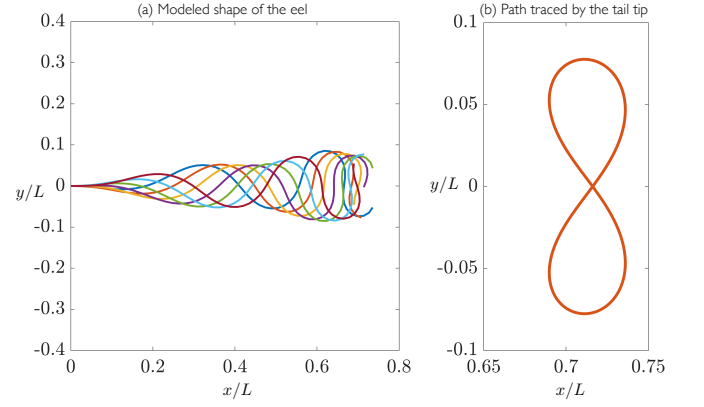 (a) Modeled shape of the eel
0.4
0.3
0.2
0.1
0
-0.1
-0.2
-0.3
-0.4
y/L
0 0.2 0.4 0.6 0.8
x/L
(b) Path traced by the tail tip
0.1
0.05
0
-0.05
-0.1
y/L
0.65 0.7 0.75
x/L